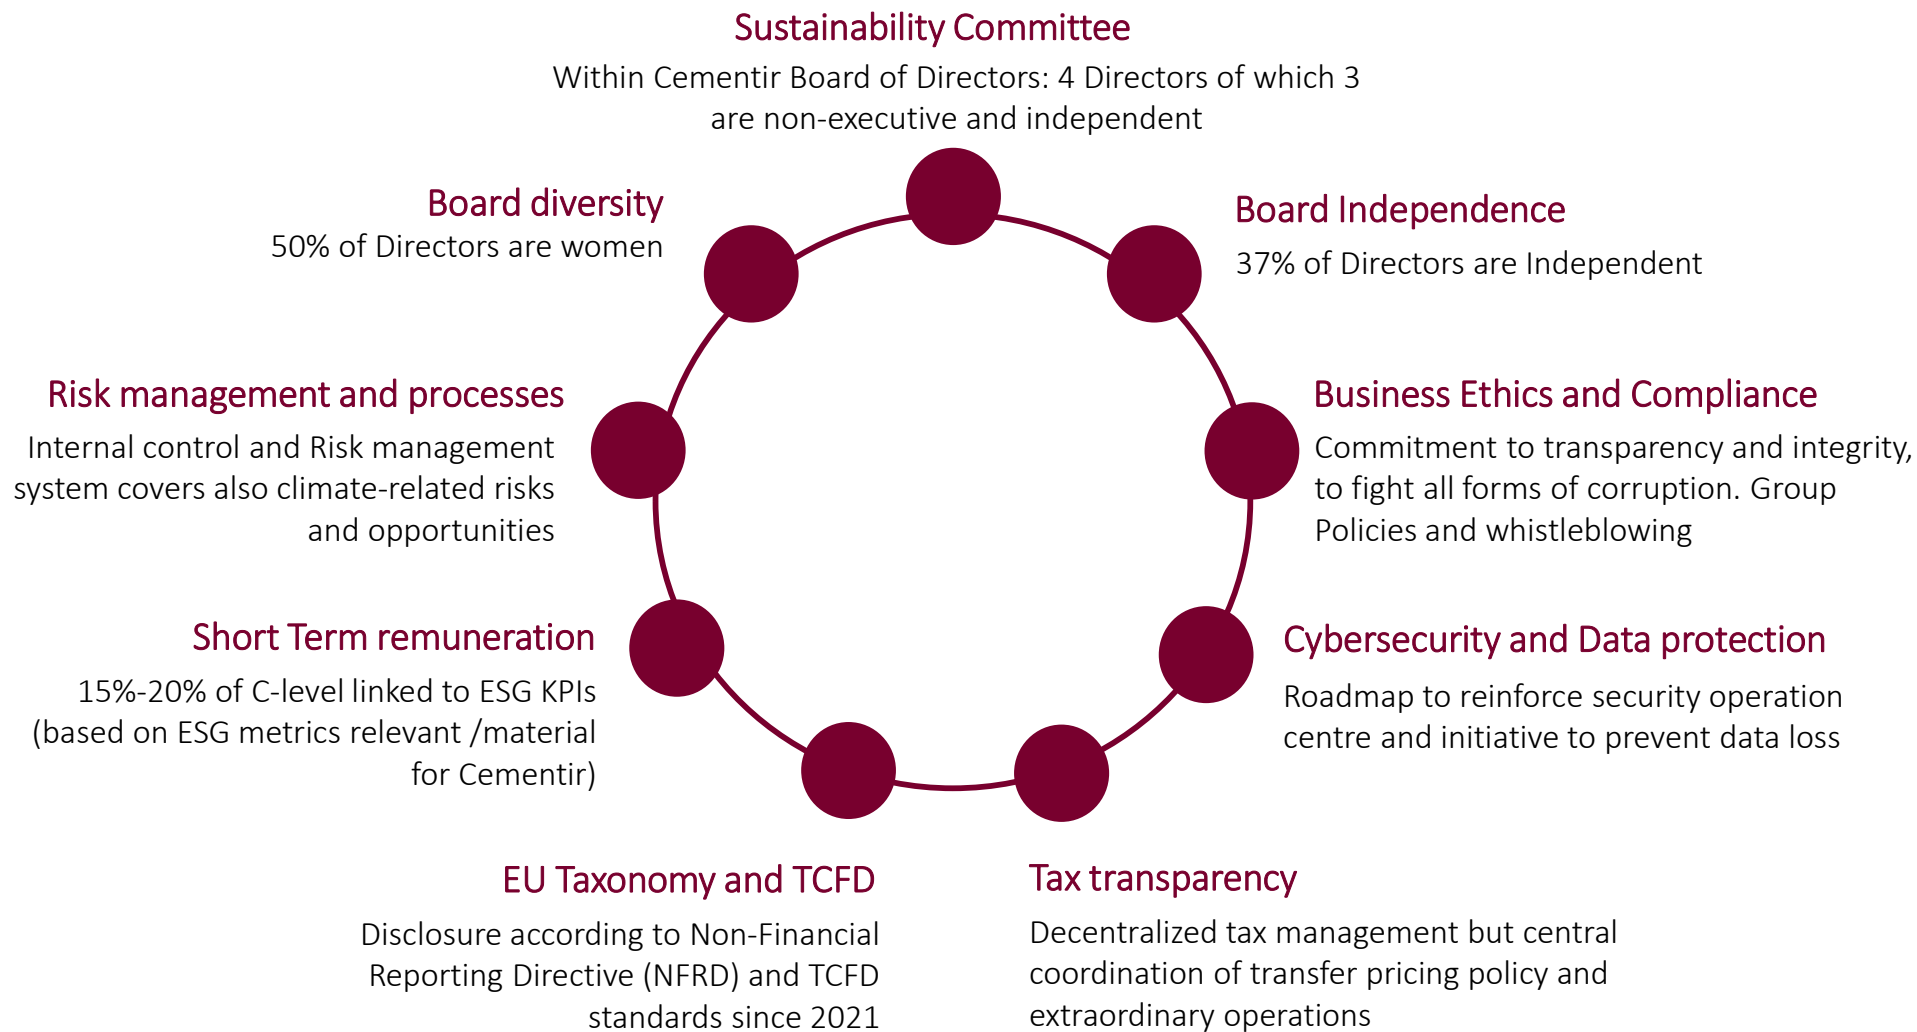 Sustainability Committee
Within Cementir Board of Directors: 4 Directors of which 3
are non-executive and independent
Board diversity
50% of Directors are women
Board Independence
37% of Directors are Independent
Risk management and processes
Internal control and Risk management
system covers also climate-related risks
and opportunities
Business Ethics and Compliance
Commitment to transparency and integrity,
to fight all forms of corruption. Group
Policies and whistleblowing
Short Term remuneration
15%-20% of C-level linked to ESG KPIs
(based on ESG metrics relevant /material
for Cementir)
Cybersecurity and Data protection
Roadmap to reinforce security operation
centre and initiative to prevent data loss
EU Taxonomy and TCFD
Disclosure according to Non-Financial
Reporting Directive (NFRD) and TCFD
standards since 2021
Tax transparency
Decentralized tax management but central
coordination of transfer pricing policy and
extraordinary operations